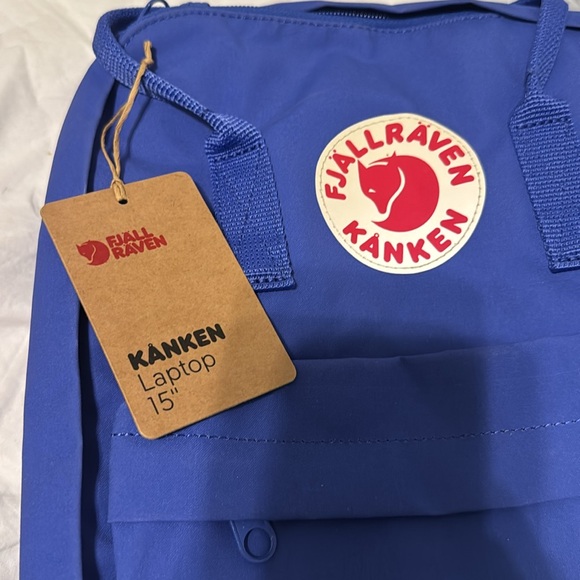 FJÄLLRÄVEN
KÅNKEN
FJÄLL
RÄVEN
KÅNKEN
Laptop
15"